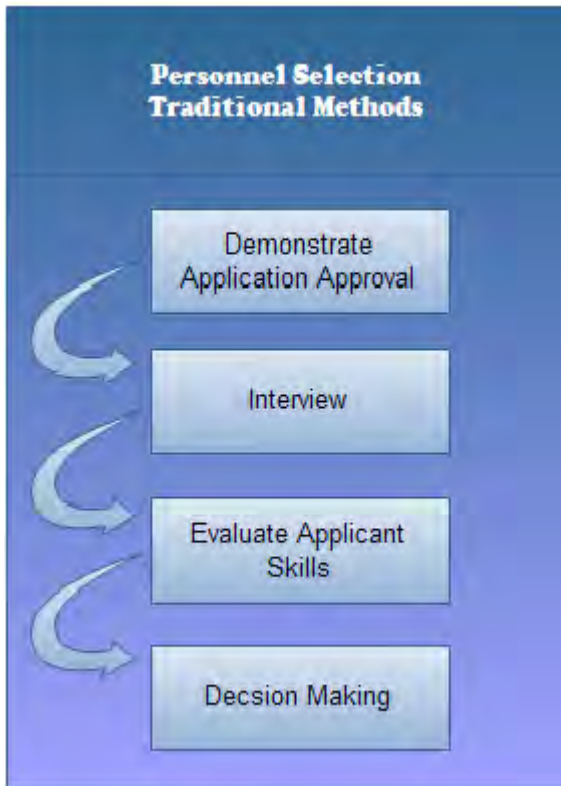 Personnel Selection
Traditional Methods
Demonstrate
Application Approval
Interview
Evaluate Applicant
Skills
Decsion Making